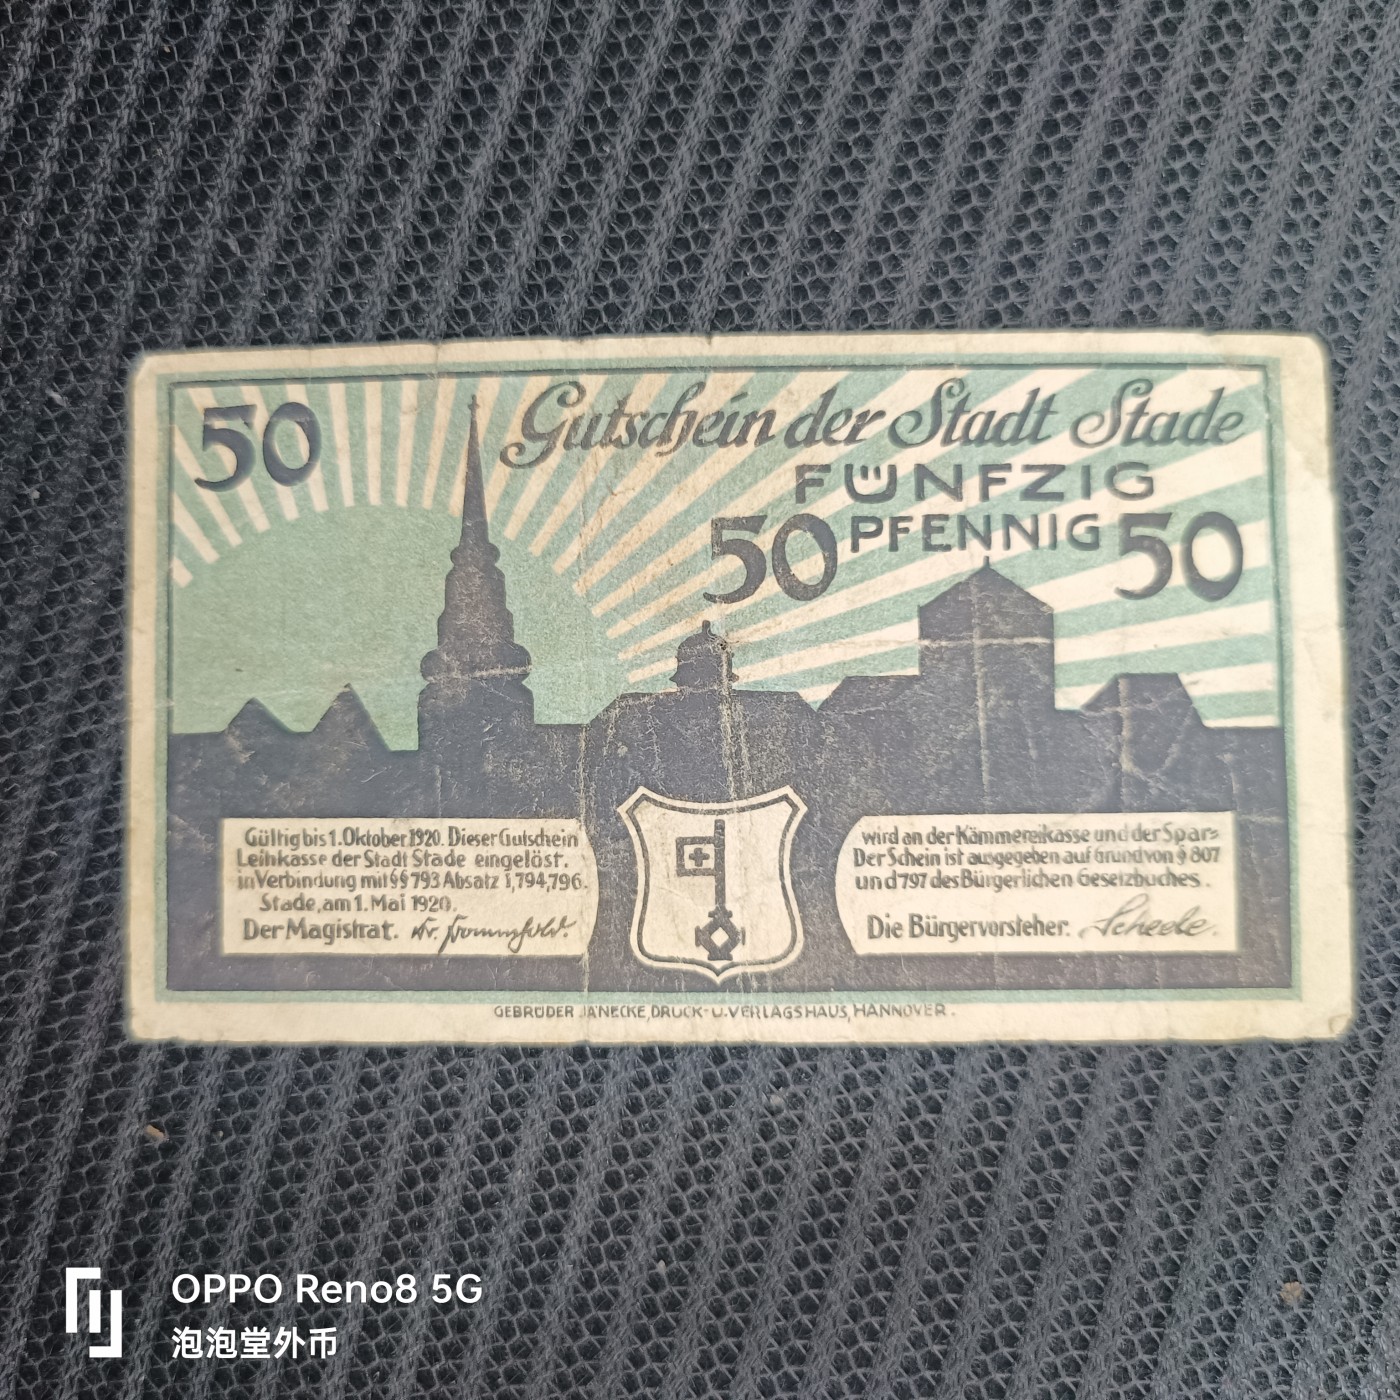 50
Gutschein der Stadt Stade
FÜNFZIG
50 PFENNIG 50
Gültig bis 1. Oktober 1920. Dieser Gutschein
Leihkasse der Stadt Stade eingelöst.
in Verbindung mit §§ 793 Absatz 1, 794, 796.
Stade, am 1. Mai 1920.
Der Magistrat.
wird an der Kämmereikasse und der Spar=
Der Schein ist ausgegeben auf Grund von § 807
und 797 des Bürgerlichen Gesetzbuches.
Die Bürgervorsteher. Scheele.
GEBRÜDER JÄNECKE, DRUCK- U. VERLAGSHAUS, HANNOVER.
OPPO Reno8 5G
泡泡堂外币